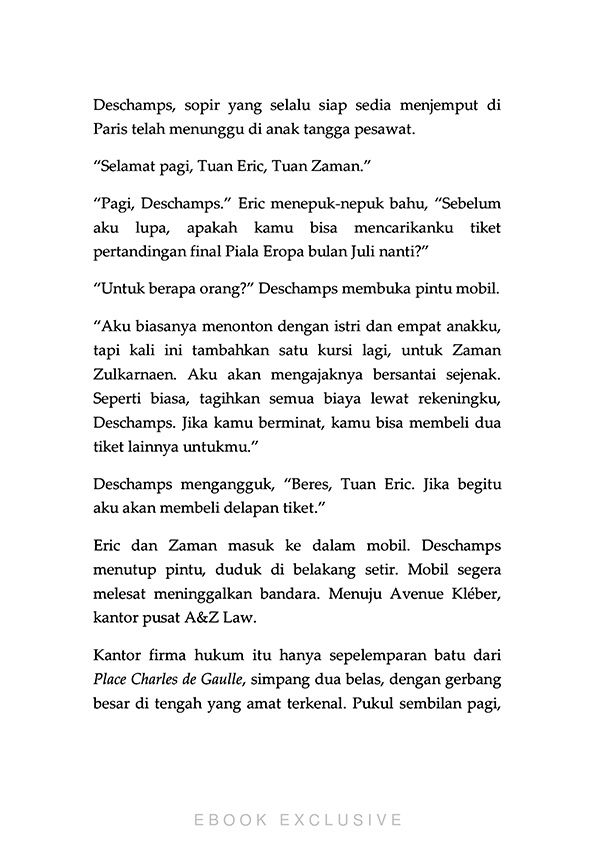 Deschamps, sopir yang selalu siap sedia menjemput di
Paris telah menunggu di anak tangga pesawat.
“Selamat pagi, Tuan Eric, Tuan Zaman.”
“Pagi, Deschamps.” Eric menepuk-nepuk bahu, “Sebelum
aku lupa, apakah kamu bisa mencarikanku tiket
pertandingan final Piala Eropa bulan Juli nanti?”
“Untuk berapa orang?” Deschamps membuka pintu mobil.
“Aku biasanya menonton dengan istri dan empat anakku,
tapi kali ini tambahkan satu kursi lagi, untuk Zaman
Zulkarnaen. Aku akan mengajaknya bersantai sejenak.
Seperti biasa, tagihkan semua biaya lewat rekeningku,
Deschamps. Jika kamu berminat, kamu bisa membeli dua
tiket lainnya untukmu.”
Deschamps mengangguk, “Beres, Tuan Eric. Jika begitu
aku akan membeli delapan tiket.”
Eric dan Zaman masuk ke dalam mobil. Deschamps
menutup pintu, duduk di belakang setir. Mobil segera
melesat meninggalkan bandara. Menuju Avenue Kléber,
kantor pusat A&Z Law.
Kantor firma hukum itu hanya sepelemparan batu dari
Place Charles de Gaulle, simpang dua belas, dengan gerbang
besar di tengah yang amat terkenal. Pukul sembilan pagi,
EBOOK EXCLUSIVE